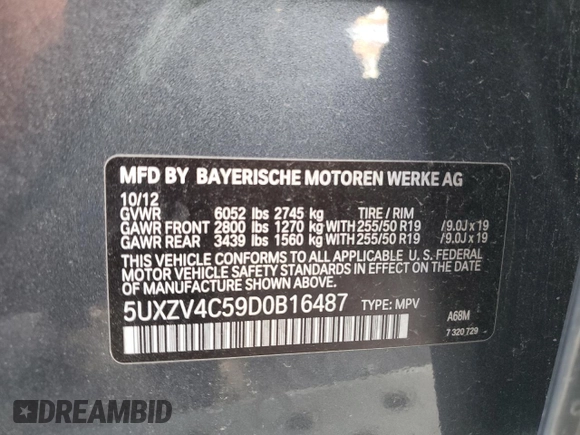 MFD BY BAYERISCHE MOTOREN WERKE AG
10/12
GVWR 6052 lbs 2745 kg TIRE / RIM
GAWR FRONT 2800 lbs 1270 kg WITH 255/50 R19 /9.0J x 19
GAWR REAR 3439 lbs 1560 kg WITH 255/50 R19 /9.0J x 19
THIS VEHICLE CONFORMS TO ALL APPLICABLE U. S. FEDERAL
MOTOR VEHICLE SAFETY STANDARDS IN EFFECT ON THE DATE
OF MANUFACTURE SHOWN ABOVE.
5UXZV4C59D0B16487 TYPE: MPV
A68M
7 320 729
DREAMBID